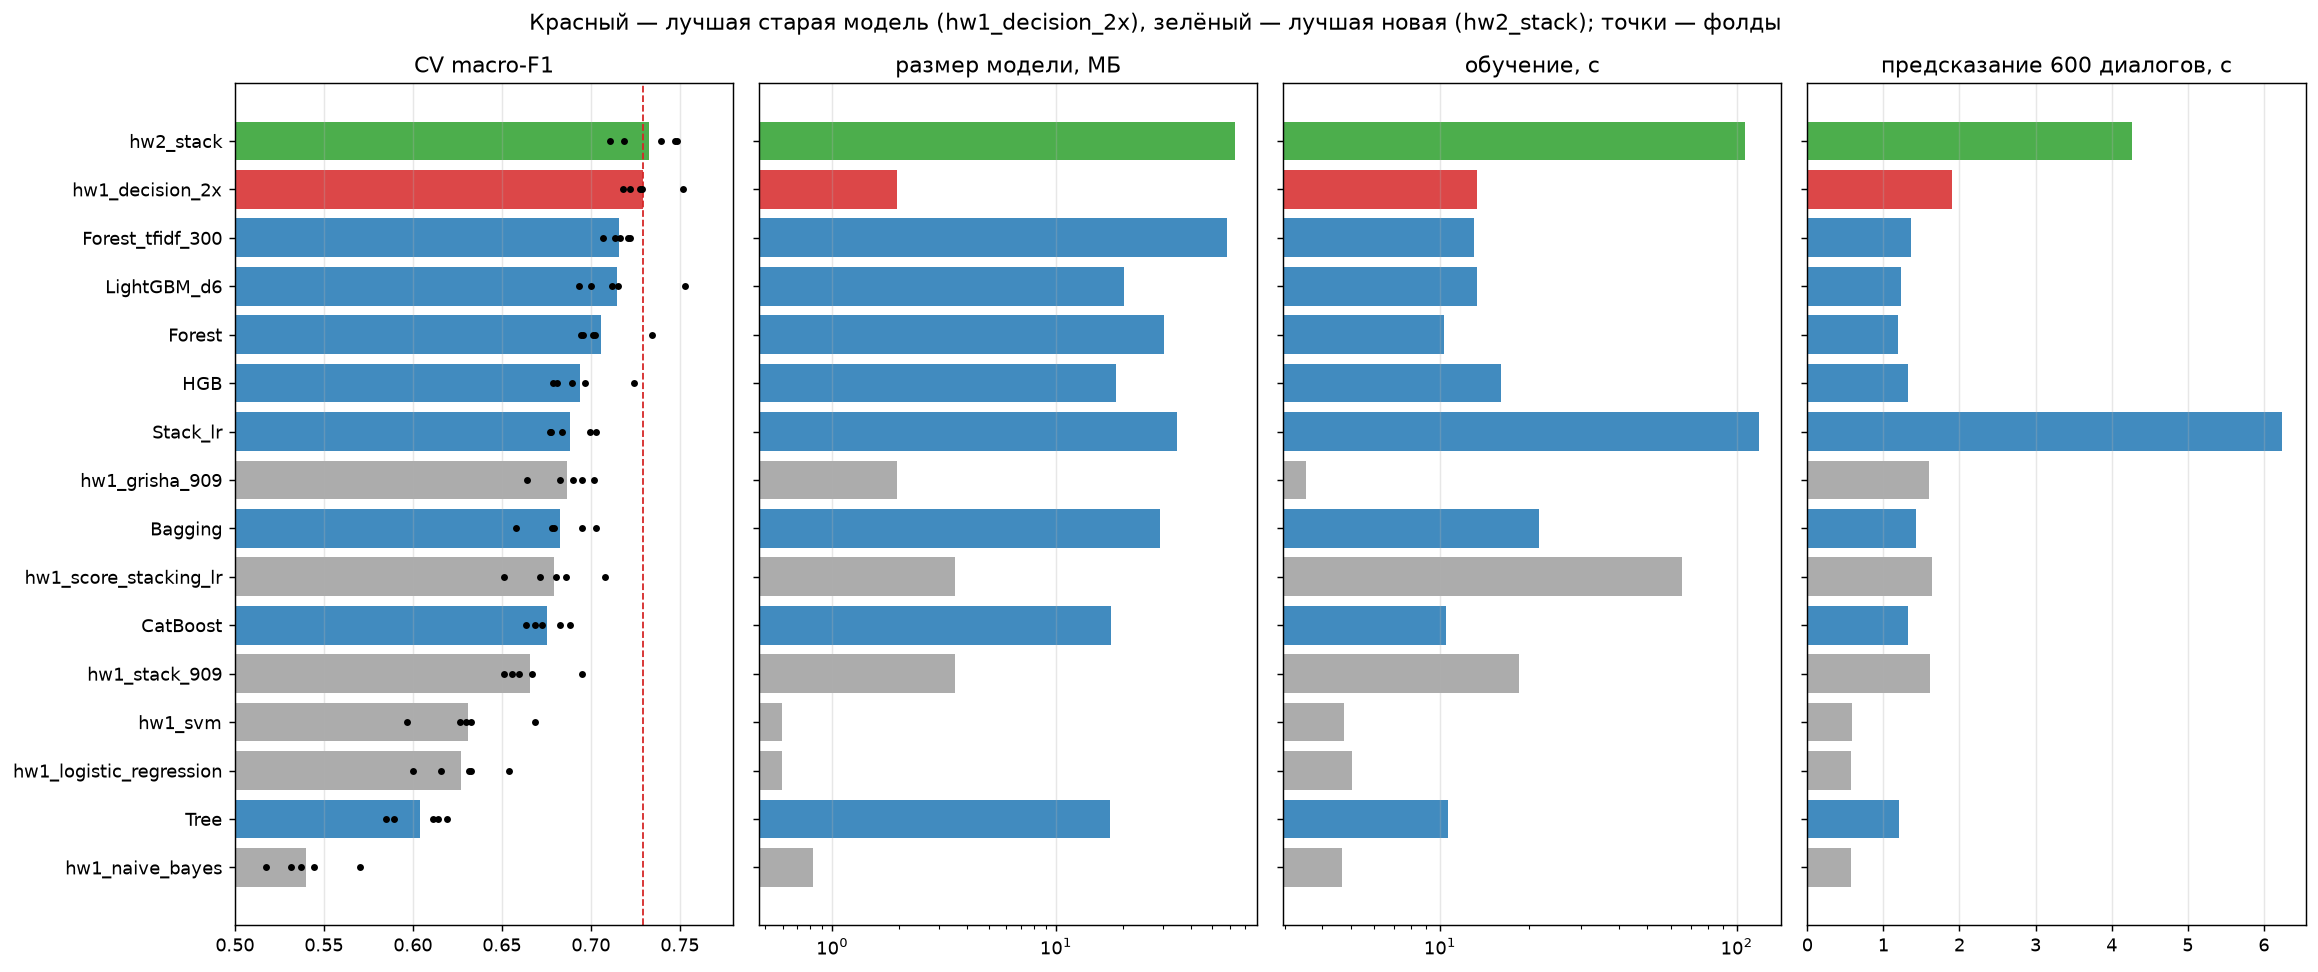 Красный — лучшая старая модель (hw1_decision_2x), зелёный — лучшая новая (hw2_stack); точки — фолды
CV macro-F1
размер модели, МБ
обучение, с
предсказание 600 диалогов, с
hw2_stack
hw1_decision_2x
Forest_tfidf_300
LightGBM_d6
Forest
HGB
Stack_lr
hw1_grisha_909
Bagging
hw1_score_stacking_lr
CatBoost
hw1_stack_909
hw1_svm
hw1_logistic_regression
Tree
hw1_naive_bayes
0.50 0.55 0.60 0.65 0.70 0.75
10⁰ 10¹
10¹ 10²
0 1 2 3 4 5 6